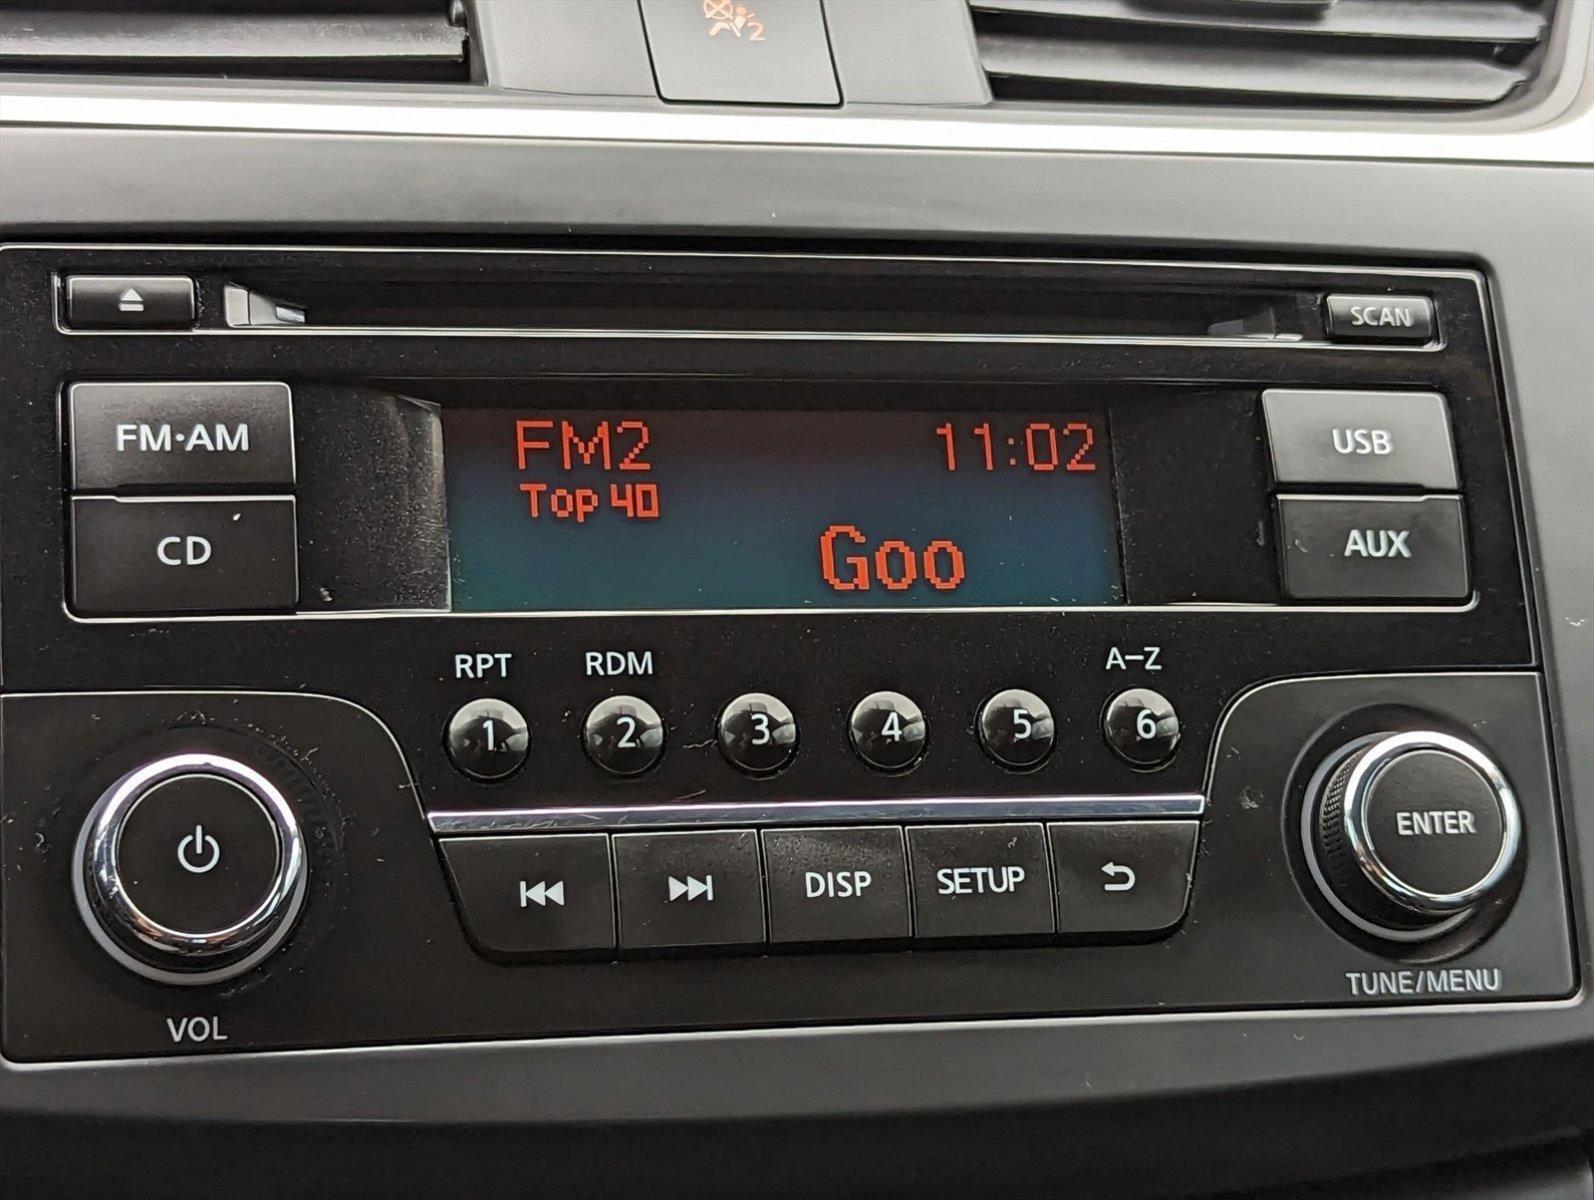 2
SCAN
FM·AM
FM2 11:02
USB
Top 40
CD
Goo
AUX
RPT RDM A-Z
1 2 3 4 5 6
ENTER
DISP SETUP
TUNE/MENU
VOL